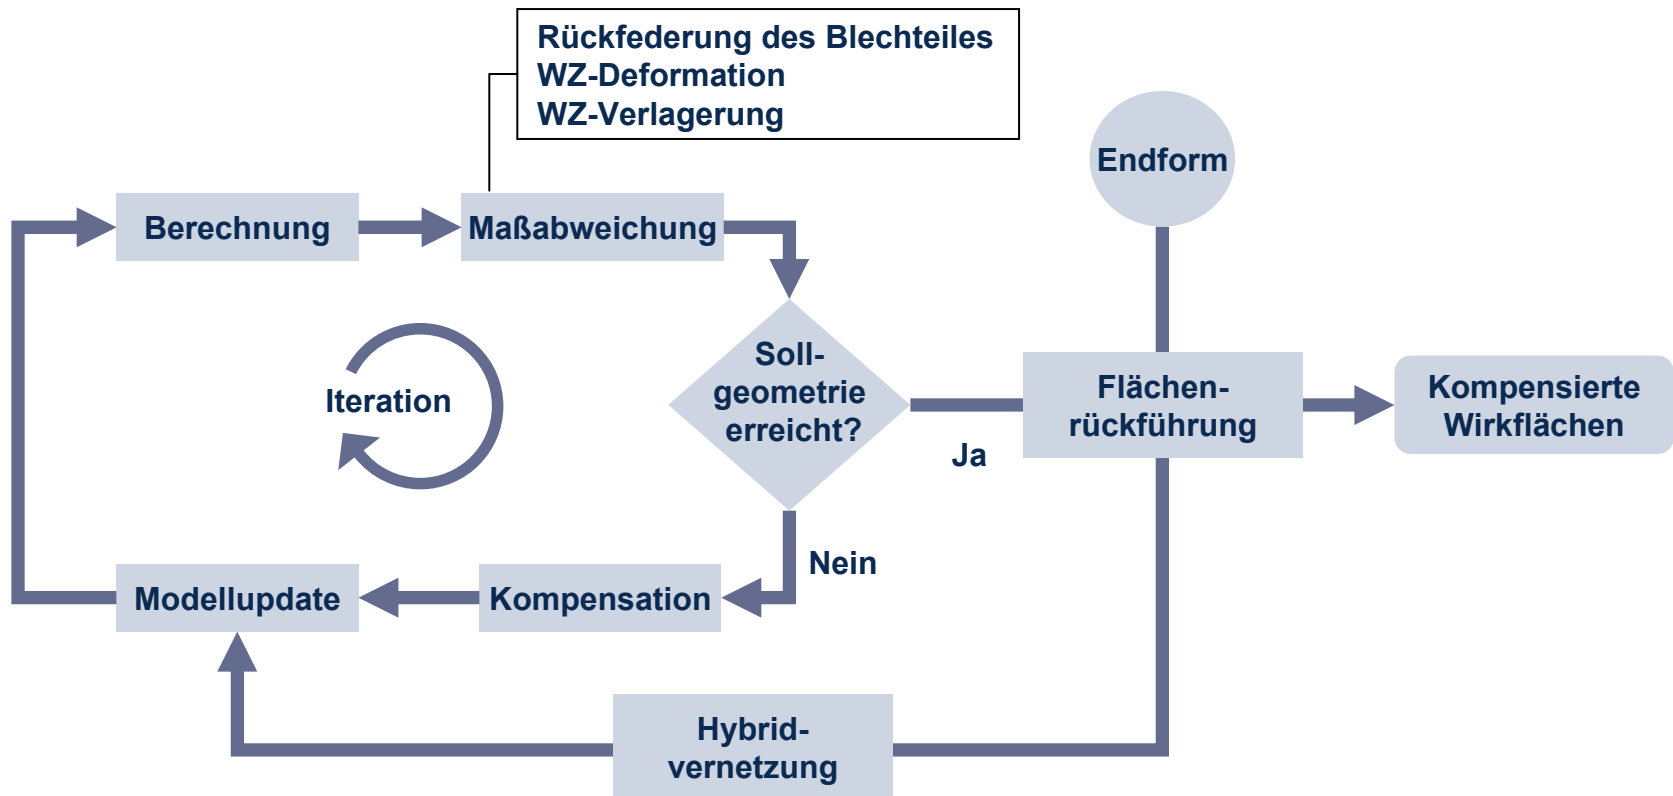 Rückfederung des Blechteiles
WZ-Deformation
WZ-Verlagerung
Endform
Berechnung
Maßabweichung
Soll-
geometrie
erreicht?
Iteration
Flächen-
rückführung
Kompensierte
Wirkflächen
Ja
Nein
Modellupdate
Kompensation
Hybrid-
vernetzung